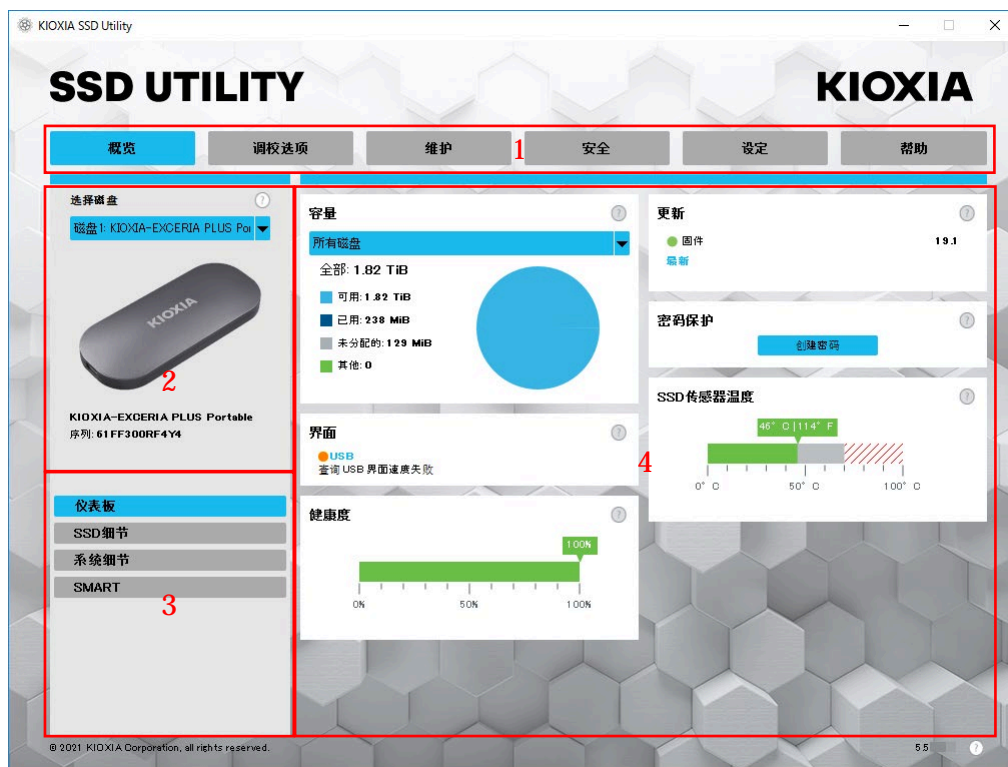 KIOXIA SSD Utility
SSD UTILITY
KIOXIA
概览 调校选项 维护 1 安全 设定 帮助
选择磁盘 ?
磁盘1: KIOXIA-EXCERIA PLUS Por
KIOXIA
2
KIOXIA-EXCERIA PLUS Portable
序列: 61FF300RF4Y4
仪表板
SSD细节
系统细节
SMART
3
容量 ?
所有磁盘
全部: 1.82 TiB
可用: 1.82 TiB
已用: 238 MiB
未分配的: 129 MiB
其他: 0
界面 ?
USB
查询 USB 界面速度失败
健康度 ?
100%
0% 50% 100%
4
更新 ?
固件 19.1
最新
密码保护 ?
创建密码
SSD传感器温度 ?
46° C|114° F
0° C 50° C 100° C
© 2021 KIOXIA Corporation, all rights reserved.
5.5 ?